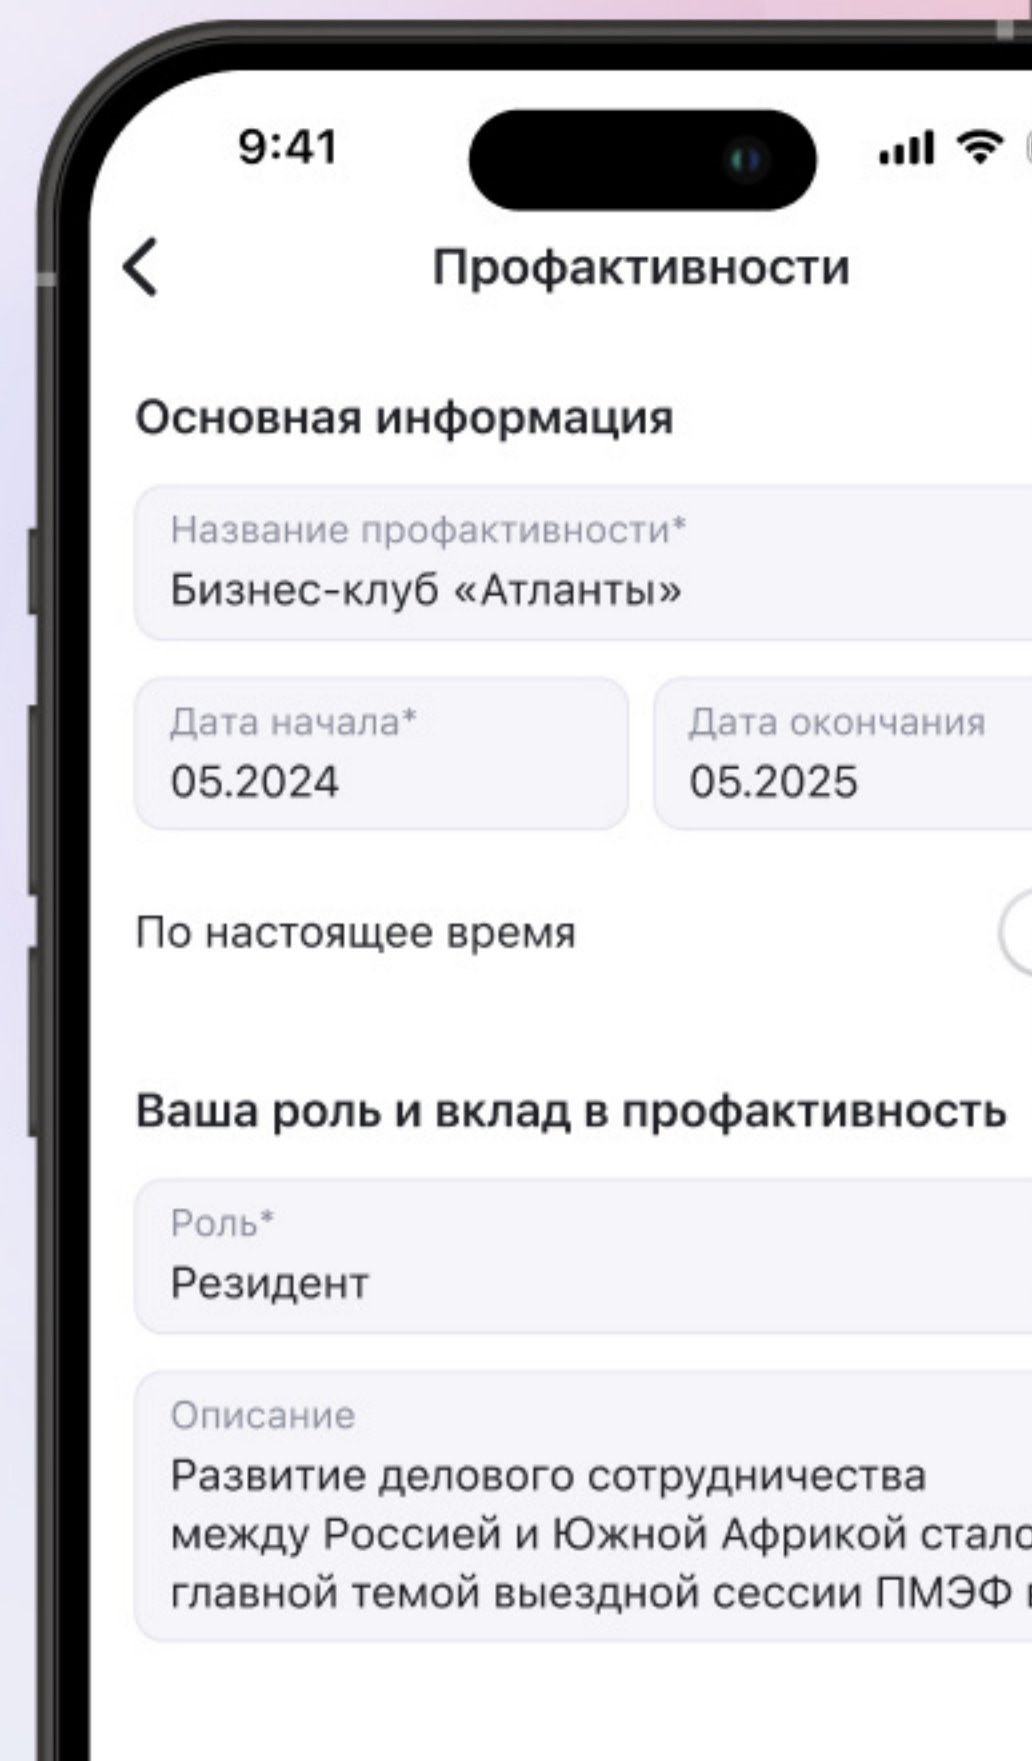 9:41
Профактивности
Основная информация
Название профактивности*
Бизнес-клуб «Атланты»
Дата начала* Дата окончания
05.2024 05.2025
По настоящее время
Ваша роль и вклад в профактивность
Роль*
Резидент
Описание
Развитие делового сотрудничества
между Россией и Южной Африкой стало
главной темой выездной сессии ПМЭФ